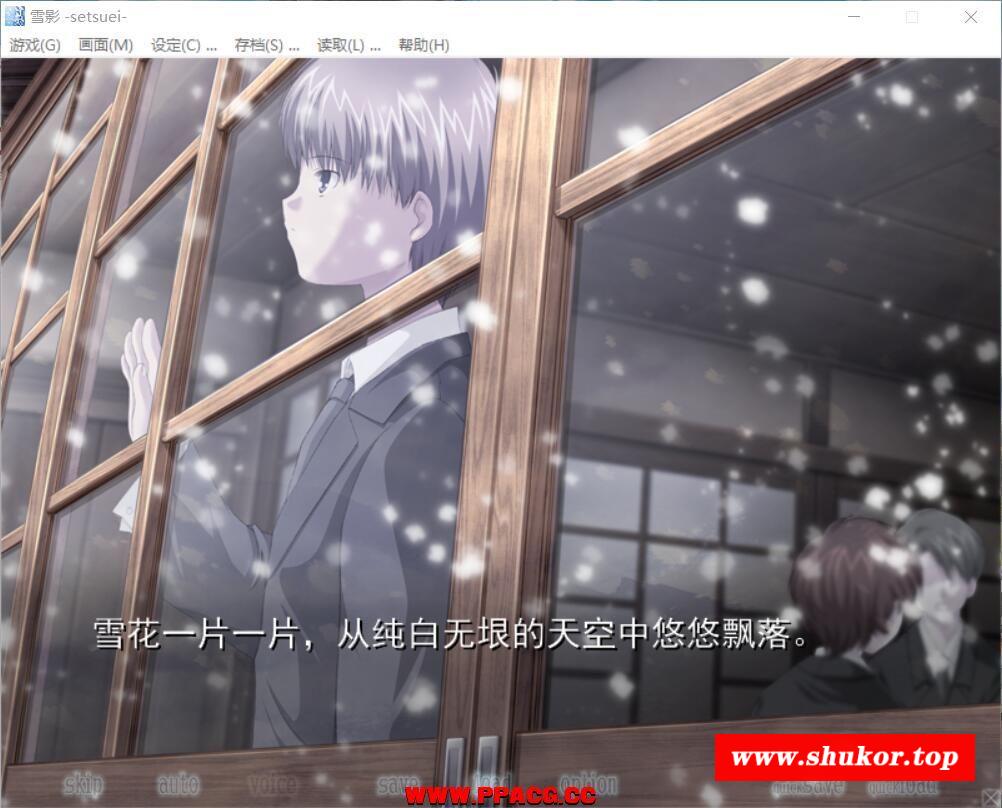 雪影 -setsuei-
游戏(G) 画面(M) 设定(C) ... 存档(S) ... 读取(L) ... 帮助(H)
雪花一片一片，从纯白无垠的天空中悠悠飘落。
www.shukor.top
skip auto voice save load option quicksave quickload
WWW.PPACG.CC